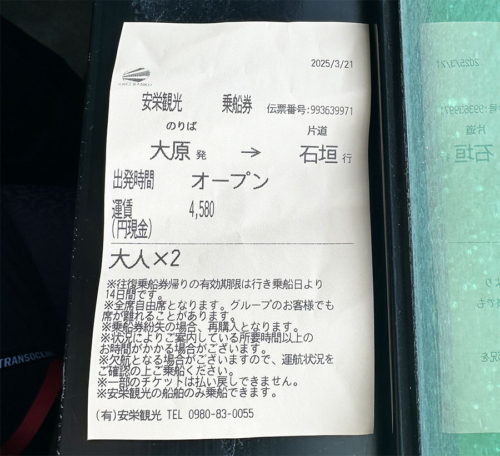 2025/3/21
安栄観光 乗船券 伝票番号:993639971
のりば 片道
大原 発 → 石垣 行
出発時間 オープン
運賃 4,580
(円現金)
大人×2
※往復乗船券帰りの有効期限は行き乗船日より
14日間です。
※全席自由席となります。グループのお客様でも
席が離れることがあります。
※乗船券紛失の場合、再購入となります。
※状況によりご案内している所要時間以上の
お時間がかかる場合がございます。
※欠航となる場合がございますので、運航状況を
ご確認の上ご乗船ください。
※一部のチケットは払い戻しできません。
※安栄観光の船舶のみ乗船できます。
(有)安栄観光 TEL 0980-83-0055